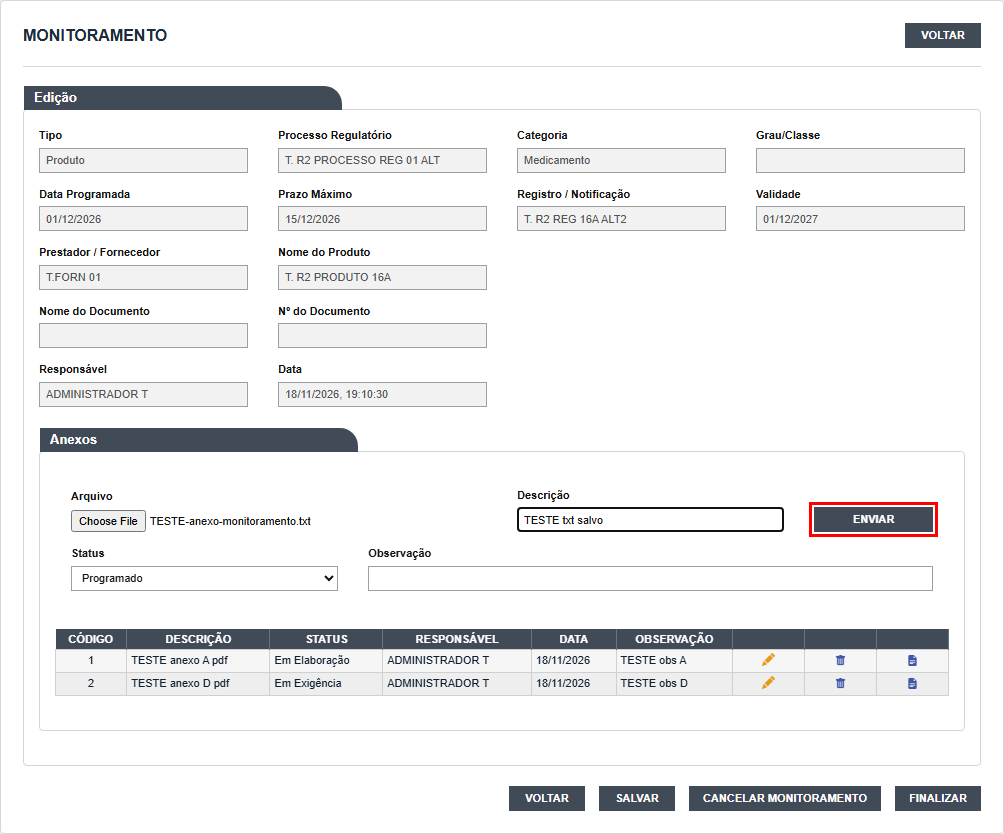 MONITORAMENTO VOLTAR
Edição
Tipo Processo Regulatório Categoria Grau/Classe
Produto T. R2 PROCESSO REG 01 ALT Medicamento
Data Programada Prazo Máximo Registro / Notificação Validade
01/12/2026 15/12/2026 T. R2 REG 16A ALT2 01/12/2027
Prestador / Fornecedor Nome do Produto
T.FORN 01 T. R2 PRODUTO 16A
Nome do Documento Nº do Documento
Responsável Data
ADMINISTRADOR T 18/11/2026, 19:10:30
Anexos
Arquivo Descrição
Choose File TESTE-anexo-monitoramento.txt TESTE txt salvo ENVIAR
Status Observação
Programado
CÓDIGO DESCRIÇÃO STATUS RESPONSÁVEL DATA OBSERVAÇÃO
1 TESTE anexo A pdf Em Elaboração ADMINISTRADOR T 18/11/2026 TESTE obs A
2 TESTE anexo D pdf Em Exigência ADMINISTRADOR T 18/11/2026 TESTE obs D
VOLTAR SALVAR CANCELAR MONITORAMENTO FINALIZAR